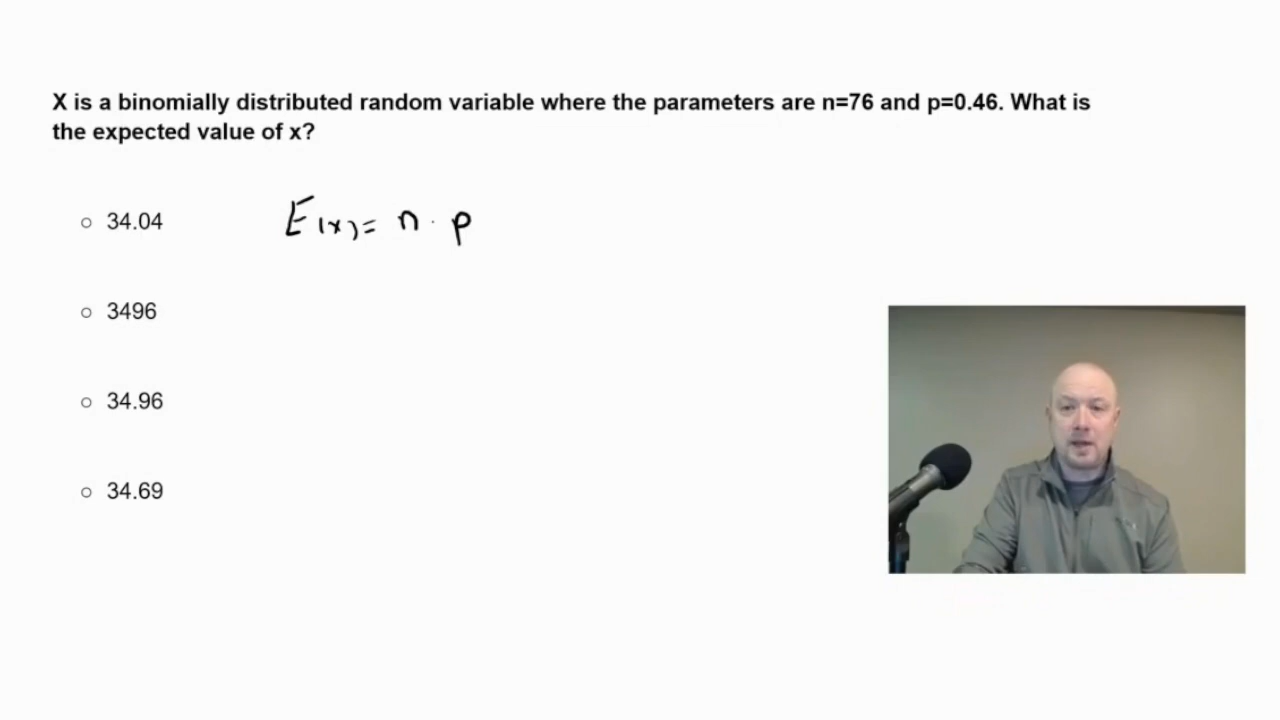 X is a binomially distributed random variable where the parameters are n=76 and p=0.46. What is
the expected value of x?
34.04
E(x)= n · p
3496
34.96
34.69